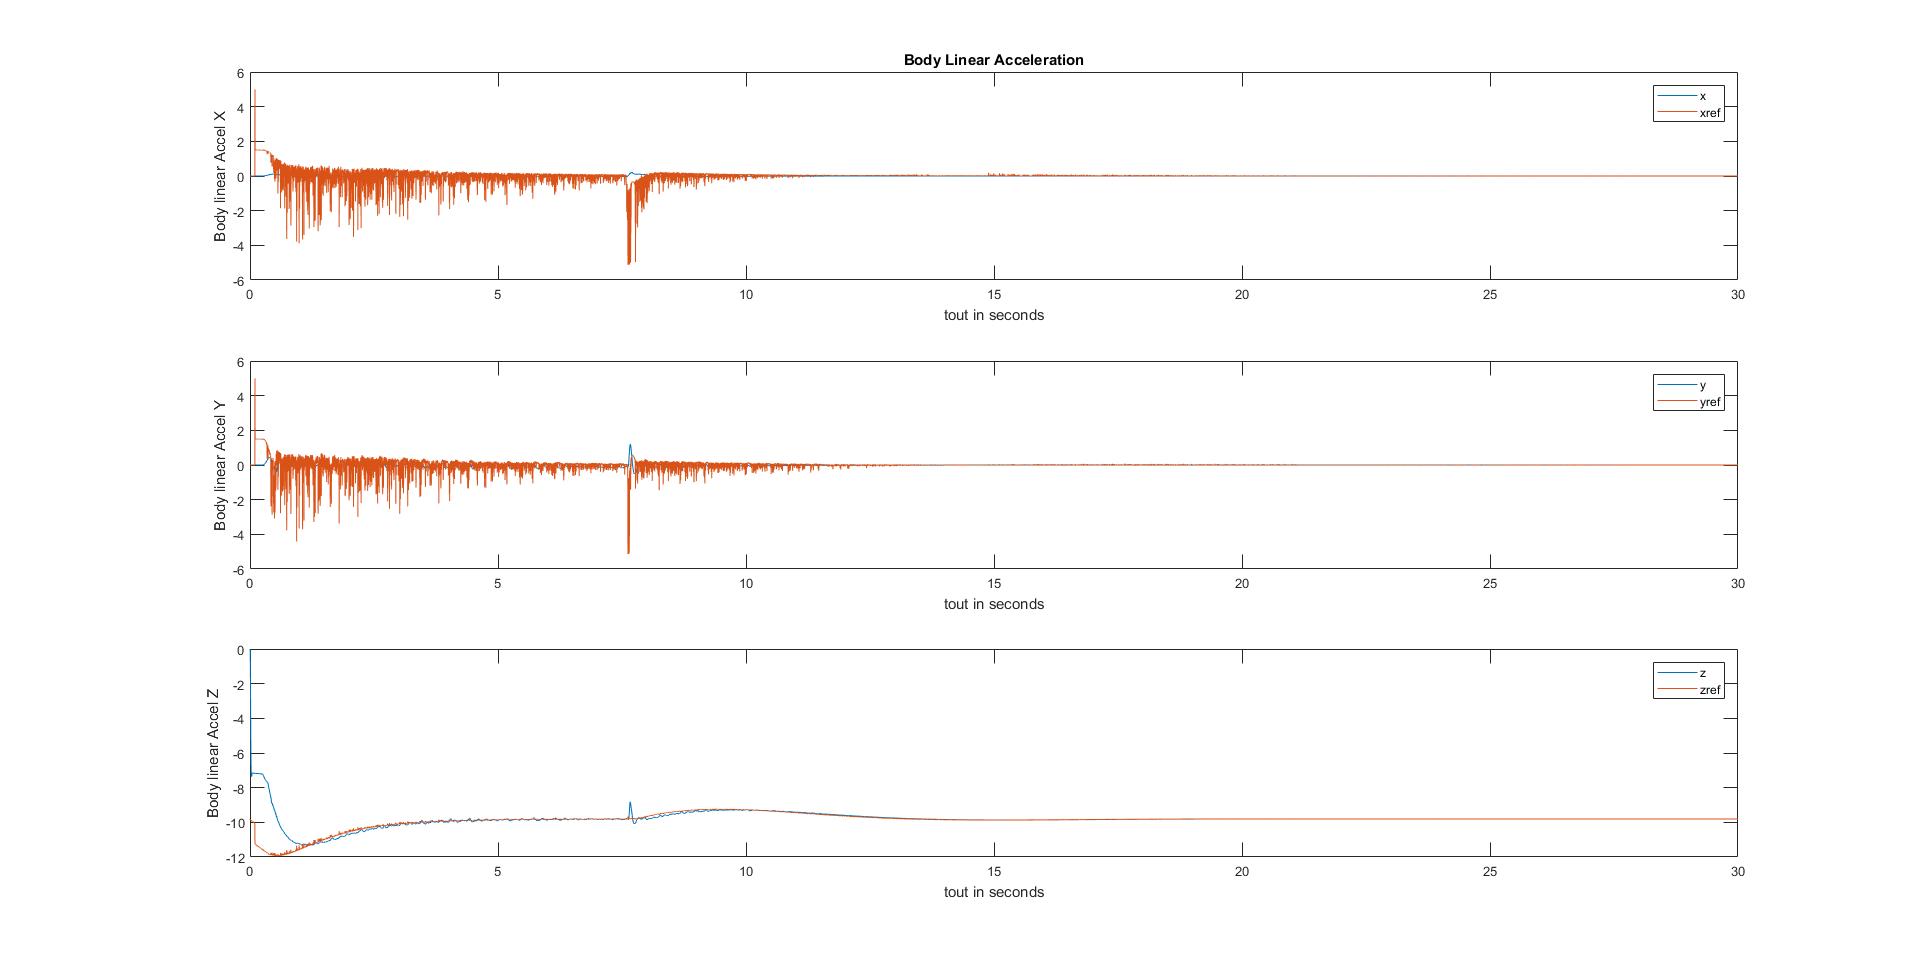 Body Linear Acceleration
Body linear Accel X
6
4
2
0
-2
-4
-6
0 5 10 15 20 25 30
tout in seconds
x
xref
Body linear Accel Y
6
4
2
0
-2
-4
-6
0 5 10 15 20 25 30
tout in seconds
y
yref
Body linear Accel Z
0
-2
-4
-6
-8
-10
-12
0 5 10 15 20 25 30
tout in seconds
z
zref